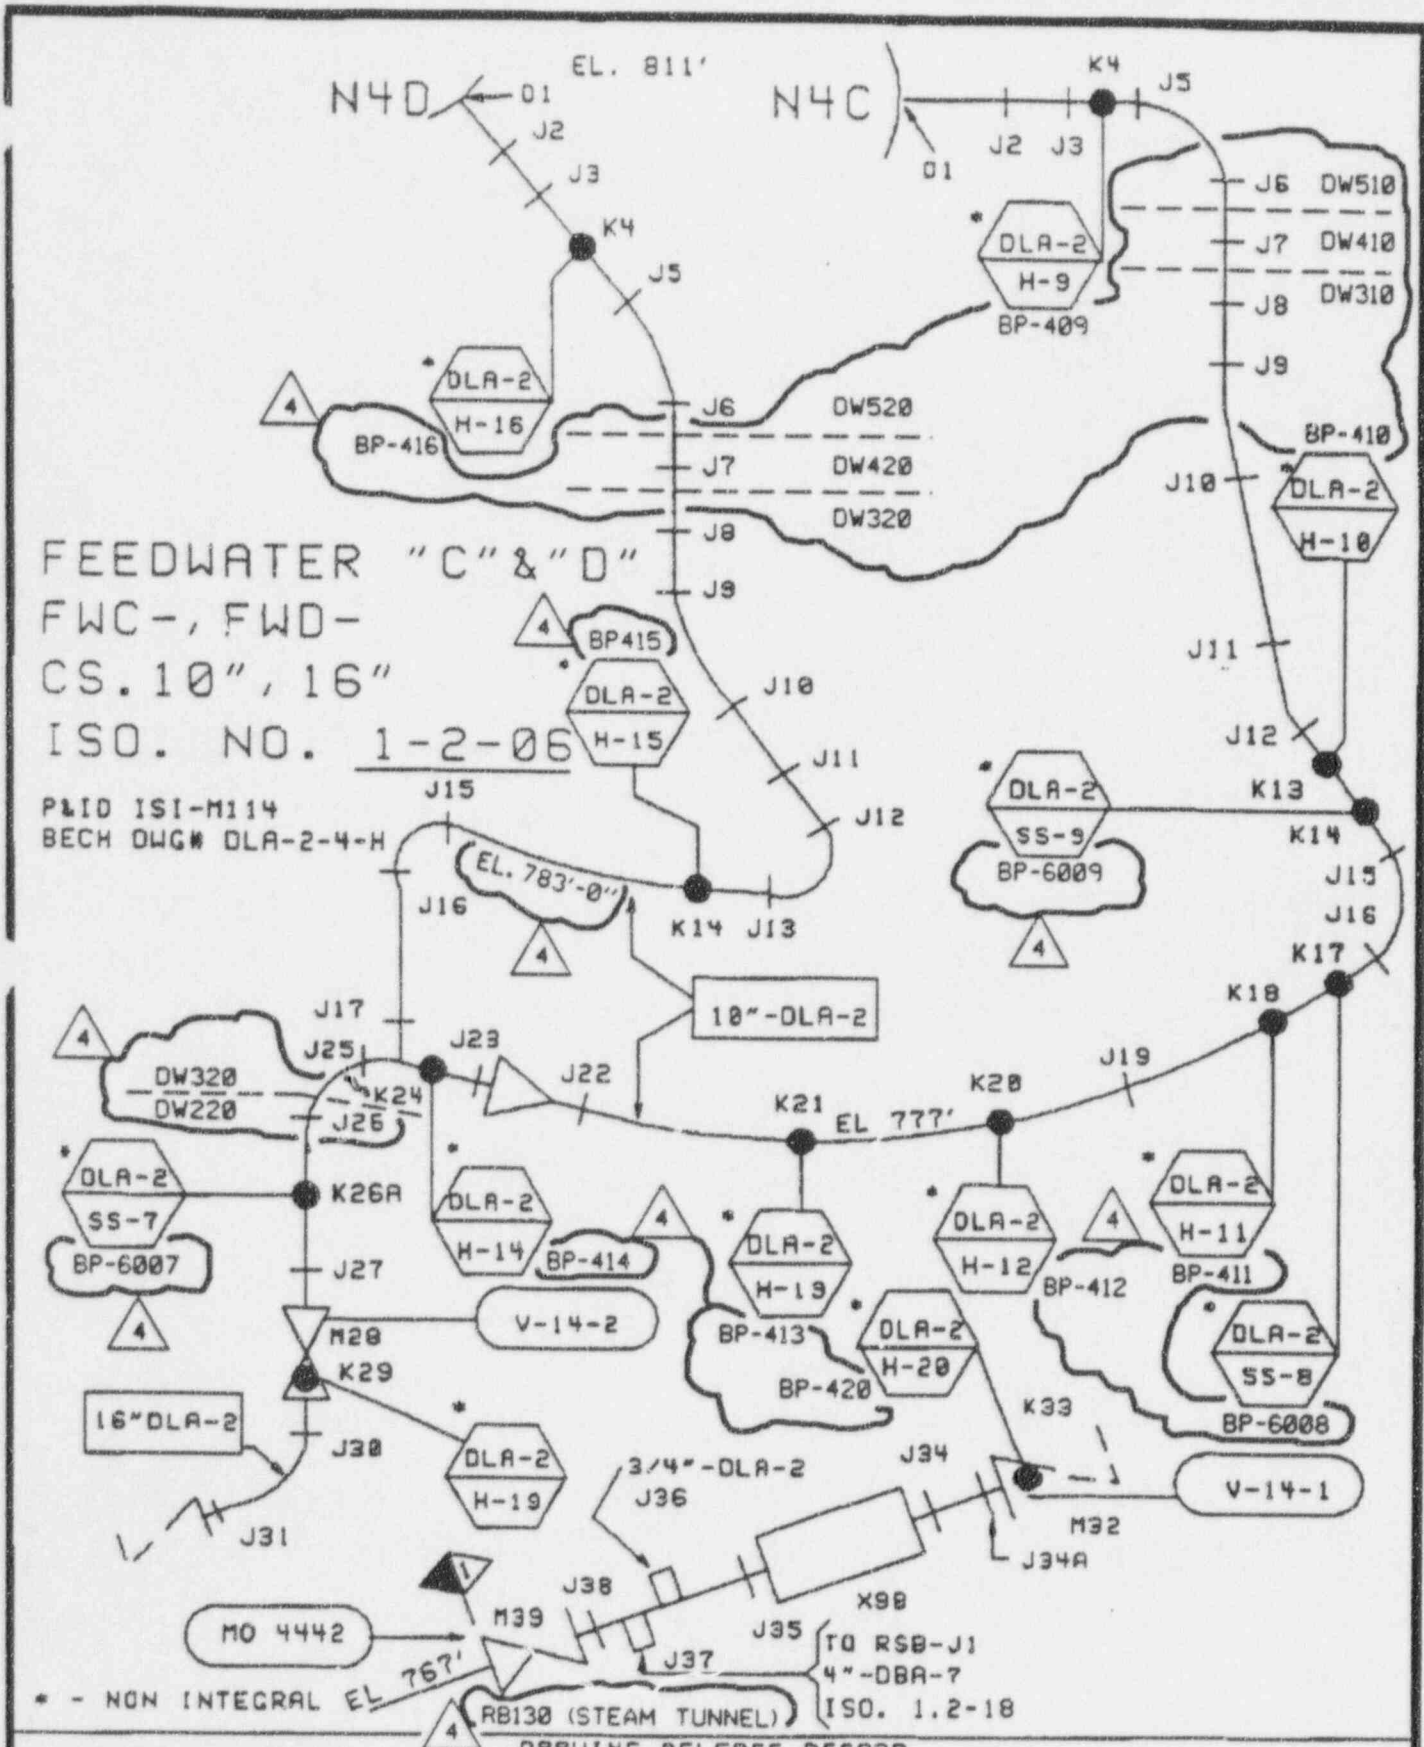 EL. 811'
N4D
01
J2
J3
K4
J5
N4C
01
J2
J3
K4
J5
J6 DW510
J7 DW410
J8 DW310
J9
* DLA-2
H-9
BP-409
* DLA-2
H-16
4
BP-416
J6 DW520
J7 DW420
DW320
J8
J9
BP-410
* DLA-2
H-10
J10
J11
J12
K13
K14
J15
J16
K17
K18
FEEDWATER "C"&"D"
FWC-, FWD-
CS. 10", 16"
ISO. NO. 1-2-06
P&ID ISI-M114
BECH DWG# DLA-2-4-H
4
BP415
* DLA-2
H-15
J10
J11
J12
J13
K14
EL. 783'-0"
4
J15
J16
J17
* DLA-2
SS-9
BP-6009
4
10"-DLA-2
4
DW320
DW220
J25
K24
J26
J23
J22
K21
EL 777'
K20
J19
* DLA-2
SS-7
BP-6007
4
K26A
J27
* DLA-2
H-14
BP-414
4
* DLA-2
H-13
BP-413
* DLA-2
H-12
BP-412
4
* DLA-2
H-11
BP-411
* DLA-2
SS-8
BP-6008
* DLA-2
H-20
BP-420
V-14-2
M28
K29
16"DLA-2
J30
J31
* DLA-2
H-19
K33
V-14-1
M32
J34
J34A
X9B
J35
3/4"-DLA-2
J36
J37
J38
M39
1
MO 4442
EL 767'
TO RSB-J1
4"-DBA-7
ISO. 1.2-18
* - NON INTEGRAL
4
RB130 (STEAM TUNNEL)